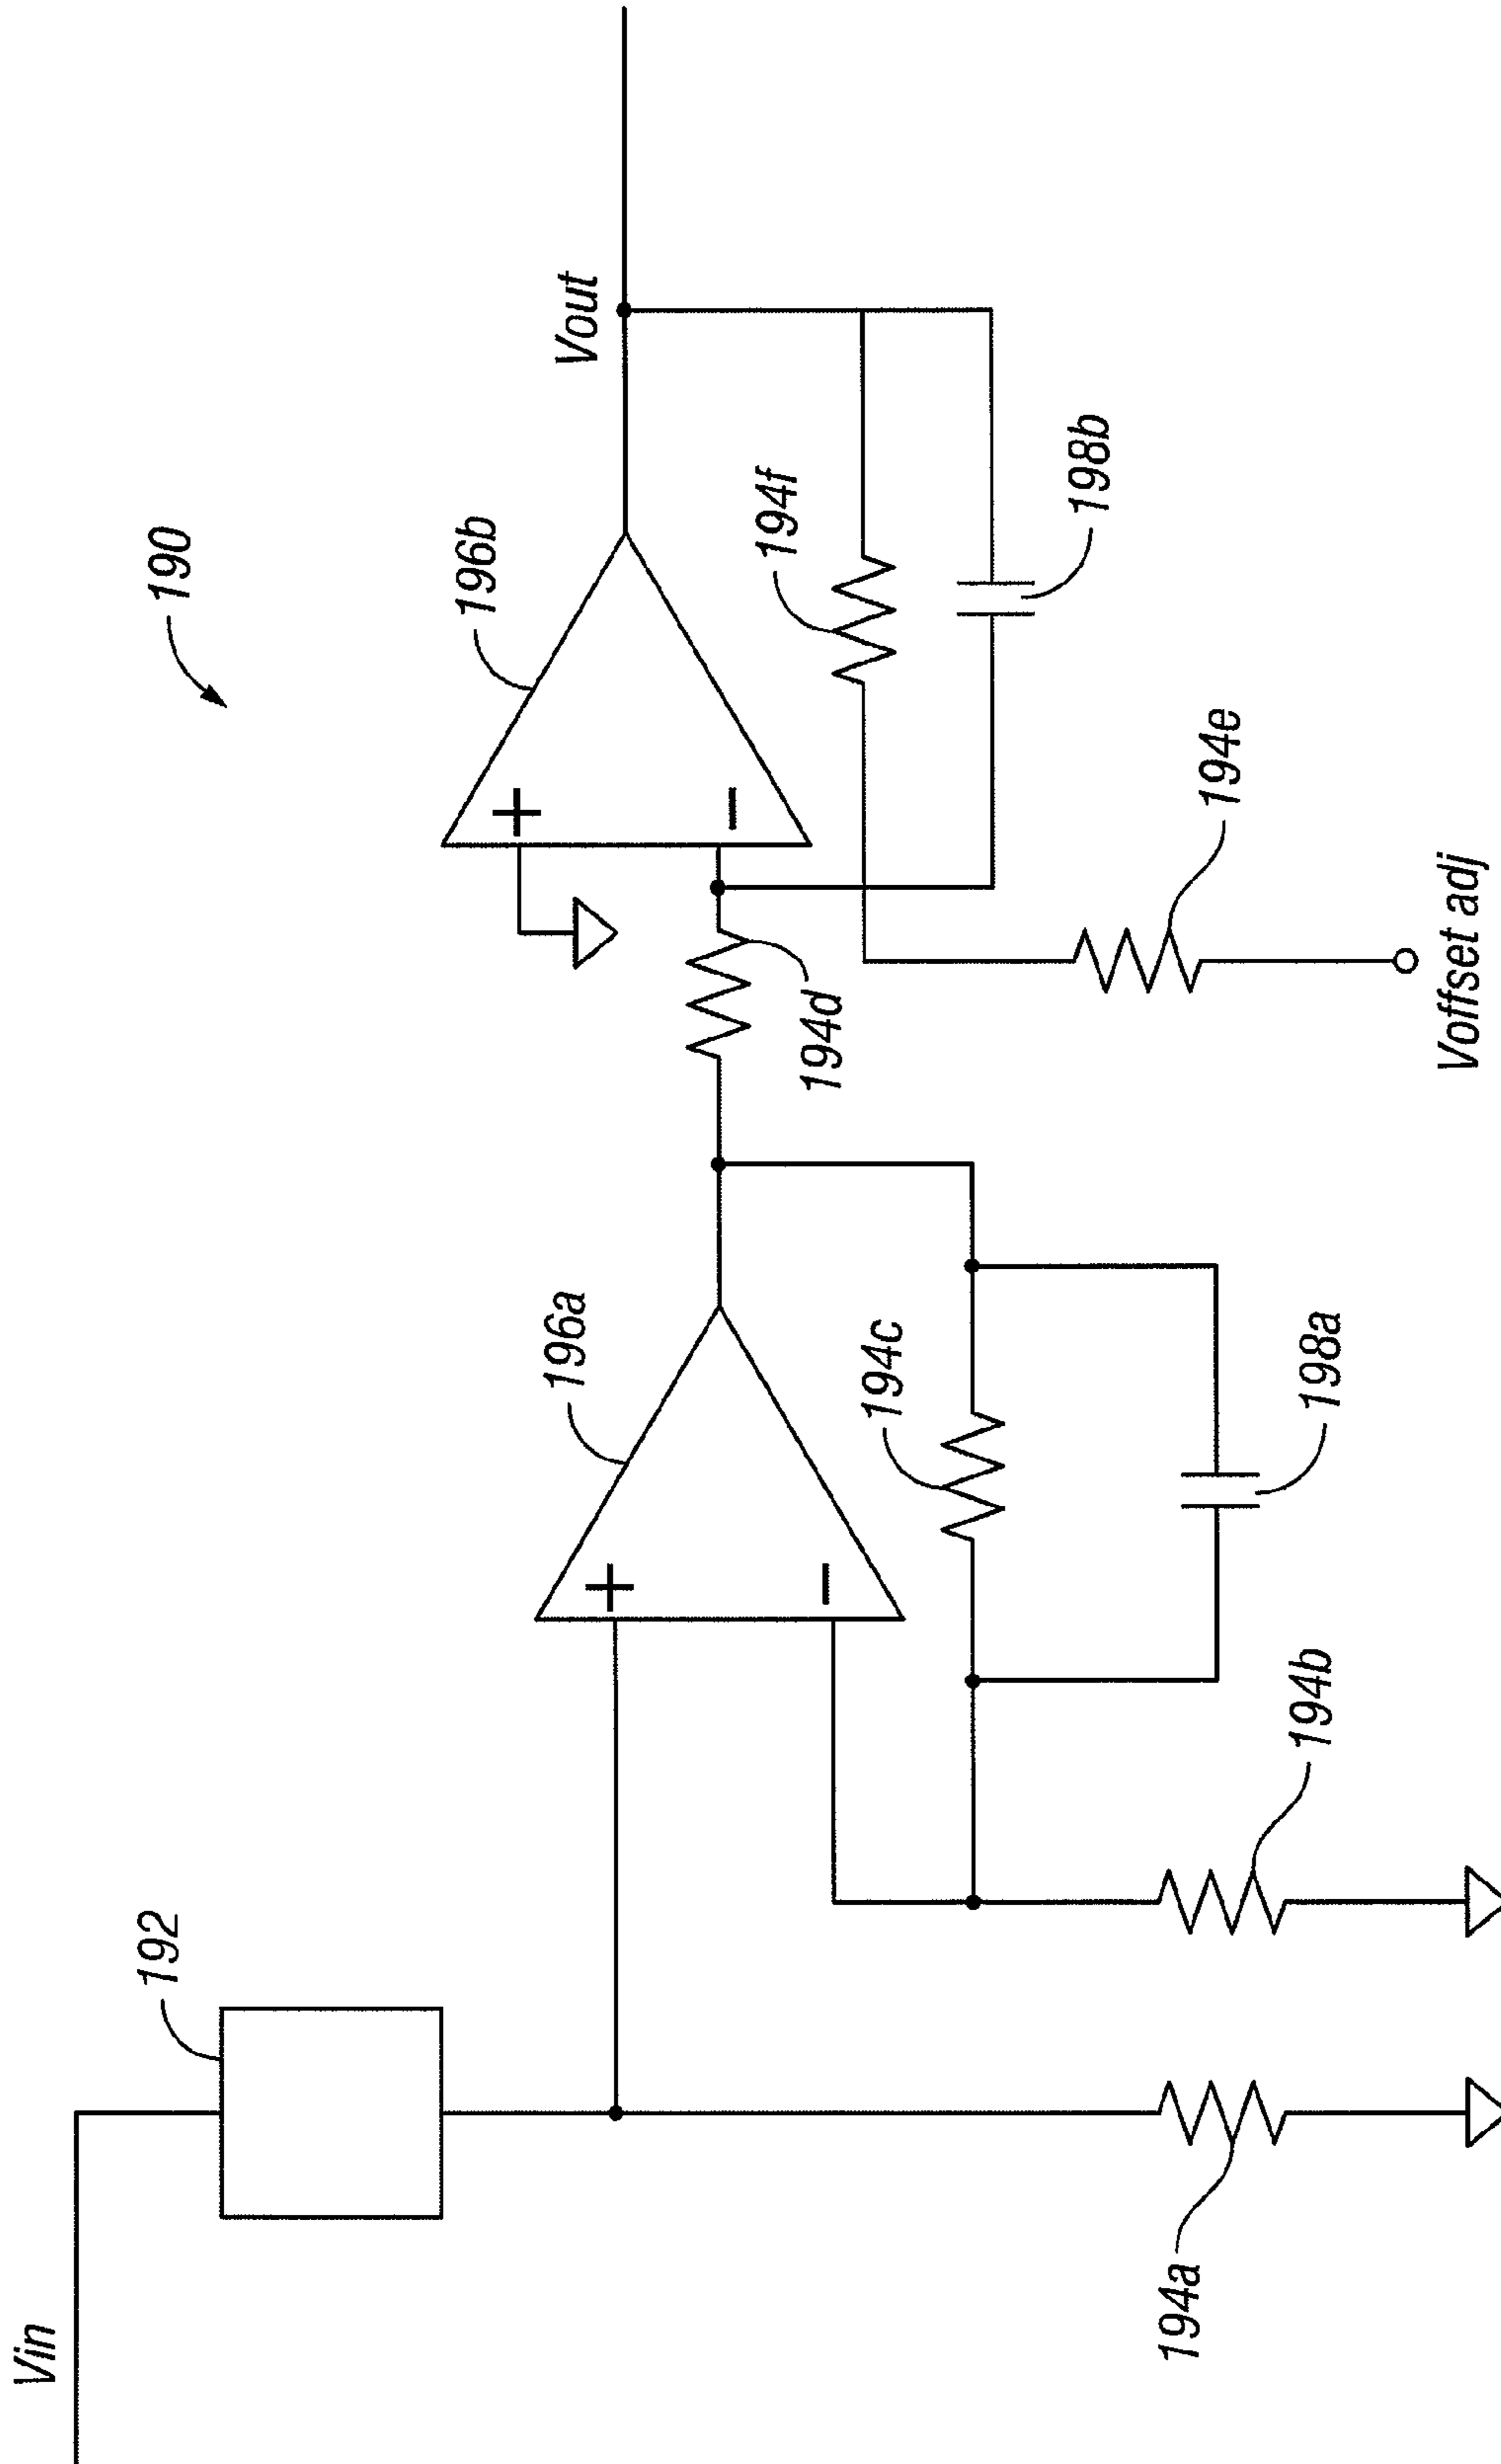 190
Vin
192
196a
196b
Vout
194a
194b
194c
198a
194d
194e
194f
198b
Voffset adj
+
−
+
−